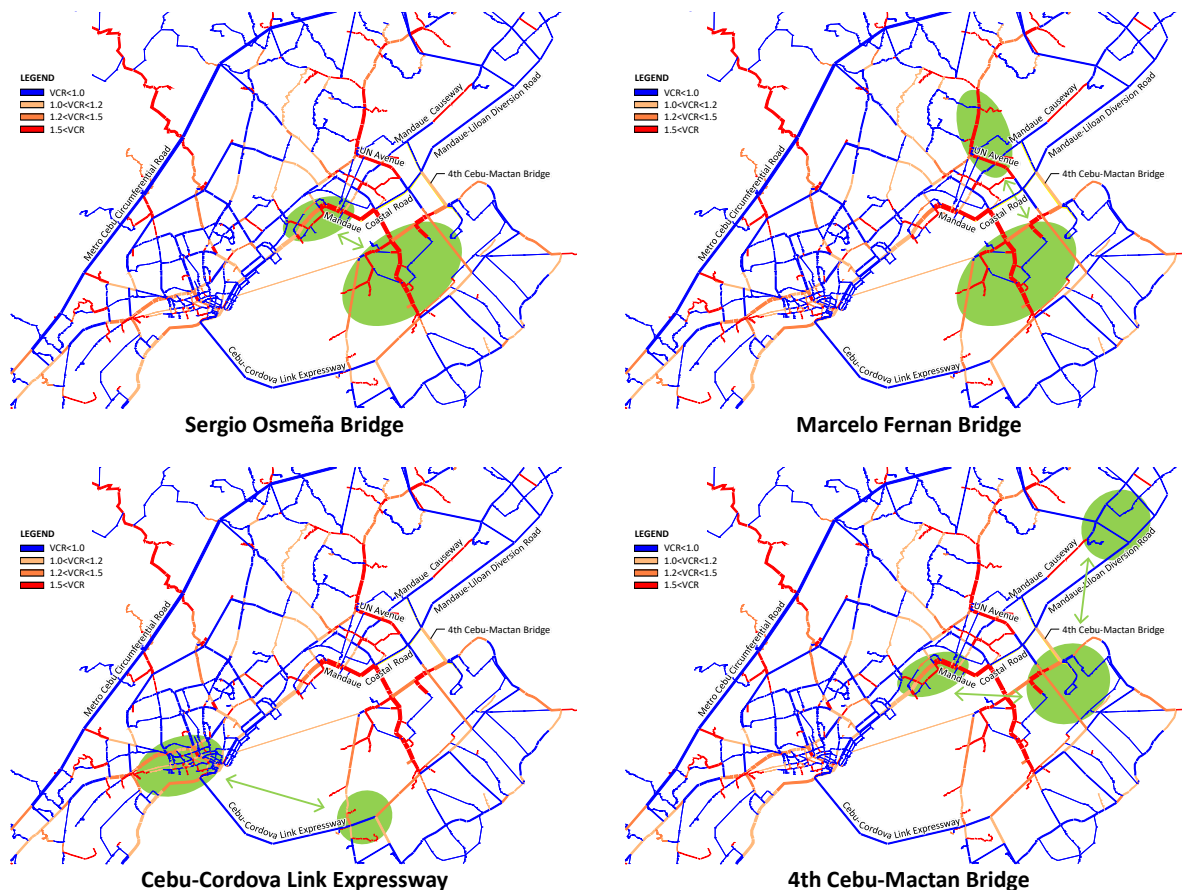 LEGEND
VCR<1.0
1.0<VCR<1.2
1.2<VCR<1.5
1.5<VCR
Metro Cebu Circumferential Road
Mandaue Causeway
Mandaue-Liloan Diversion Road
UN Avenue
4th Cebu-Mactan Bridge
Mandaue Coastal Road
Cebu-Cordova Link Expressway
Sergio Osmeña Bridge
LEGEND
VCR<1.0
1.0<VCR<1.2
1.2<VCR<1.5
1.5<VCR
Metro Cebu Circumferential Road
Mandaue Causeway
Mandaue-Liloan Diversion Road
UN Avenue
4th Cebu-Mactan Bridge
Mandaue Coastal Road
Cebu-Cordova Link Expressway
Marcelo Fernan Bridge
LEGEND
VCR<1.0
1.0<VCR<1.2
1.2<VCR<1.5
1.5<VCR
Metro Cebu Circumferential Road
Mandaue Causeway
Mandaue-Liloan Diversion Road
UN Avenue
4th Cebu-Mactan Bridge
Mandaue Coastal Road
Cebu-Cordova Link Expressway
Cebu-Cordova Link Expressway
LEGEND
VCR<1.0
1.0<VCR<1.2
1.2<VCR<1.5
1.5<VCR
Metro Cebu Circumferential Road
Mandaue Causeway
Mandaue-Liloan Diversion Road
UN Avenue
4th Cebu-Mactan Bridge
Mandaue Coastal Road
Cebu-Cordova Link Expressway
4th Cebu-Mactan Bridge